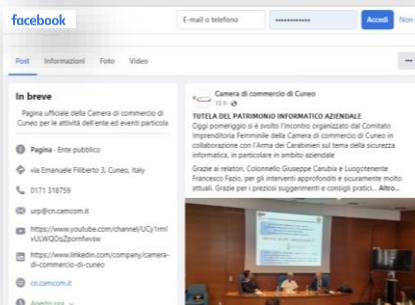 facebook
E-mail o telefono
Accedi
Non
Post Informazioni Foto Video
In breve
Pagina ufficiale della Camera di commercio di
Cuneo per le attività dell'ente ed eventi particola
Pagina · Ente pubblico
via Emanuele Filiberto 3, Cuneo, Italy
0171 318759
urp@cn.camcom.it
https://www.youtube.com/channel/
https://www.linkedin.com/company/camera-
di-commercio-di-cuneo
cn.camcom.it
Aperto ora
Camera di commercio di Cuneo
TUTELA DEL PATRIMONIO INFORMATICO AZIENDALE
Oggi pomeriggio si è svolto l'incontro organizzato dal Comitato
Imprenditoria Femminile della Camera di commercio di Cuneo in
collaborazione con l'Arma dei Carabinieri sul tema della sicurezza
informatica, in particolare in ambito aziendale
Grazie ai relatori, Colonnello Giuseppe Carubia e Luogotenente
Francesco Fazio, per gli interventi approfonditi e sicuramente molto
attuali. Grazie per i preziosi suggerimenti e consigli pratici... Altro...